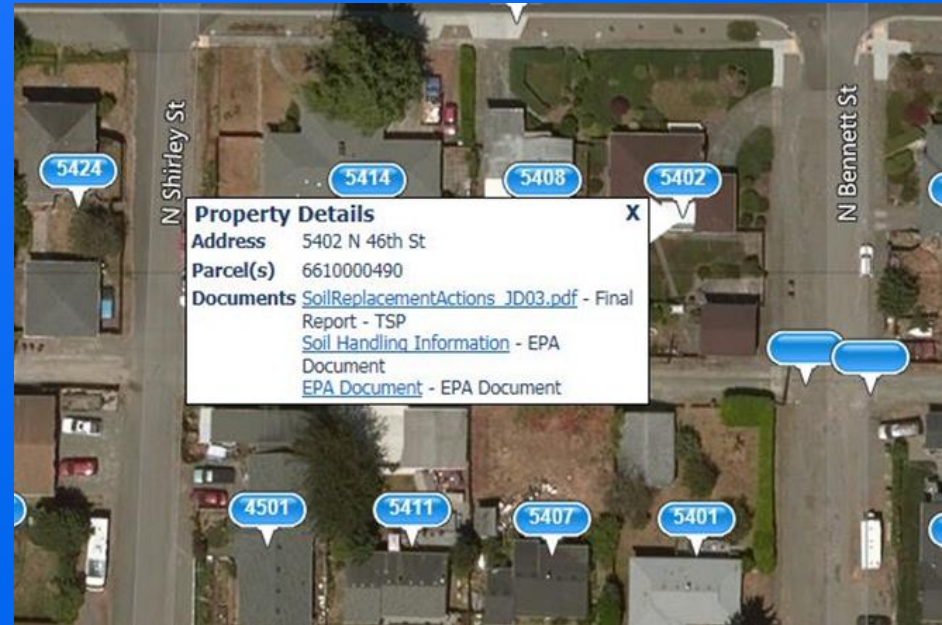 N Shirley St
N Bennett St
5424
5414
5408
5402
Property Details X
Address 5402 N 46th St
Parcel(s) 6610000490
Documents SoilReplacementActions_JD03.pdf - Final
Report - TSP
Soil Handling Information - EPA
Document
EPA Document - EPA Document
4501
5411
5407
5401